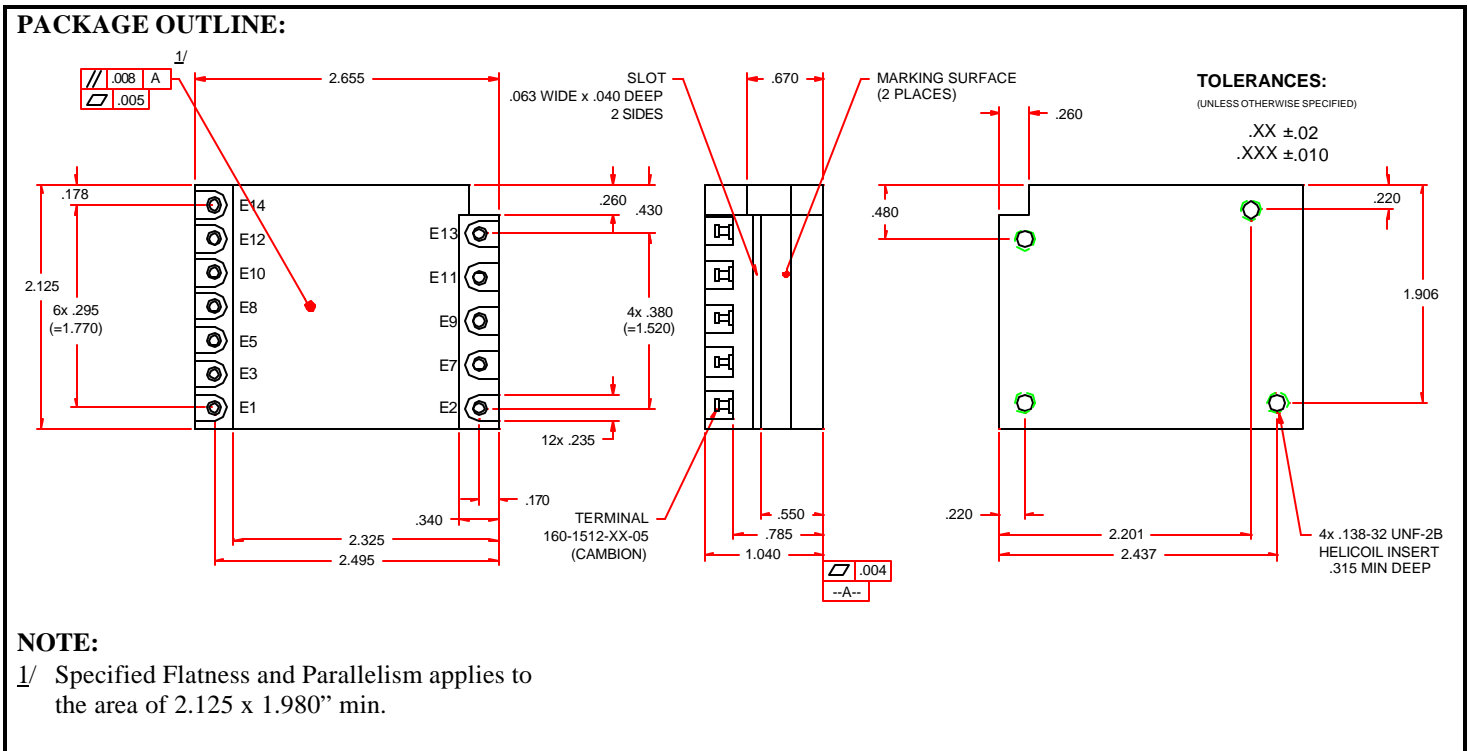 PACKAGE OUTLINE:
1/
// .008 A
.005
2.655
SLOT
.063 WIDE x .040 DEEP
2 SIDES
.670
MARKING SURFACE
(2 PLACES)
TOLERANCES:
(UNLESS OTHERWISE SPECIFIED)
.XX ±.02
.XXX ±.010
.260
.178
.260
.430
.480
.220
E14
E12
E10
E8
E5
E3
E1
E13
E11
E9
E7
E2
2.125
6x .295
(=1.770)
4x .380
(=1.520)
1.906
12x .235
.170
.340
2.325
2.495
TERMINAL
160-1512-XX-05
(CAMBION)
.550
.785
1.040
.004
--A--
.220
2.201
2.437
4x .138-32 UNF-2B
HELICOIL INSERT
.315 MIN DEEP
NOTE:
1/ Specified Flatness and Parallelism applies to
the area of 2.125 x 1.980” min.